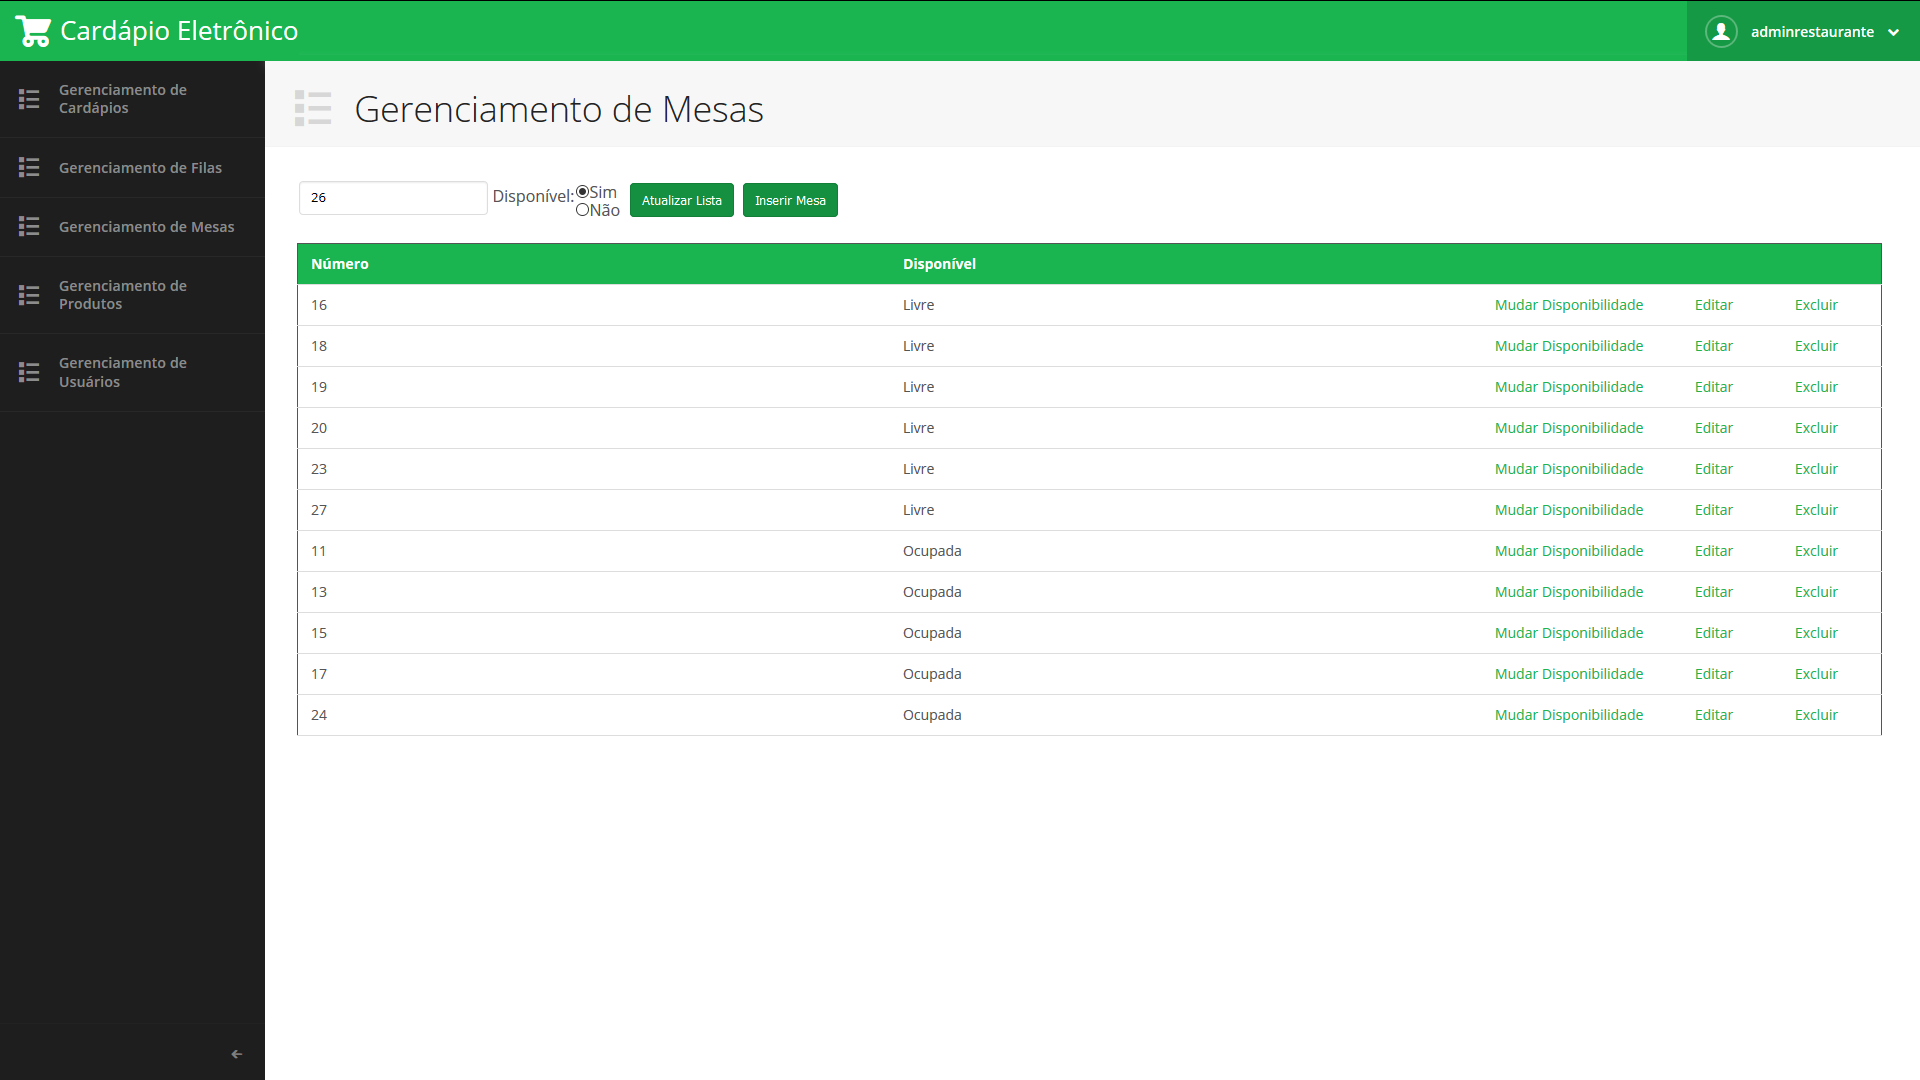 Cardápio Eletrônico
adminrestaurante
Gerenciamento de
Cardápios
Gerenciamento de Filas
Gerenciamento de Mesas
Gerenciamento de
Produtos
Gerenciamento de
Usuários
Gerenciamento de Mesas
26
Disponível:
Sim
Não
Atualizar Lista
Inserir Mesa
Número Disponível
16 Livre Mudar Disponibilidade Editar Excluir
18 Livre Mudar Disponibilidade Editar Excluir
19 Livre Mudar Disponibilidade Editar Excluir
20 Livre Mudar Disponibilidade Editar Excluir
23 Livre Mudar Disponibilidade Editar Excluir
27 Livre Mudar Disponibilidade Editar Excluir
11 Ocupada Mudar Disponibilidade Editar Excluir
13 Ocupada Mudar Disponibilidade Editar Excluir
15 Ocupada Mudar Disponibilidade Editar Excluir
17 Ocupada Mudar Disponibilidade Editar Excluir
24 Ocupada Mudar Disponibilidade Editar Excluir